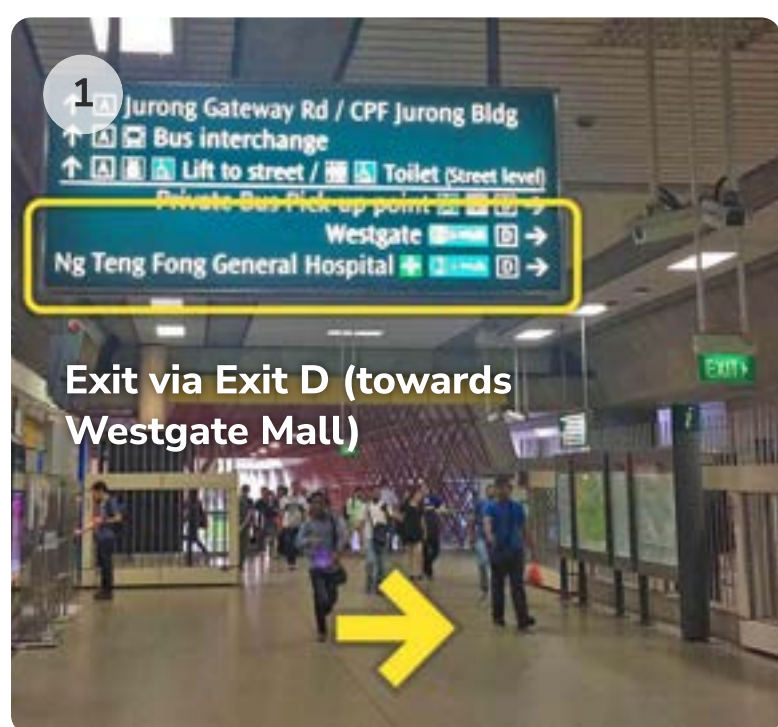 1
↑ A Jurong Gateway Rd / CPF Jurong Bldg
↑ A Bus interchange
↑ A Lift to street / Toilet (Street level)
Private Bus Pick-up point →
Westgate D →
Ng Teng Fong General Hospital D →
EXIT
i
Exit via Exit D (towards
Westgate Mall)